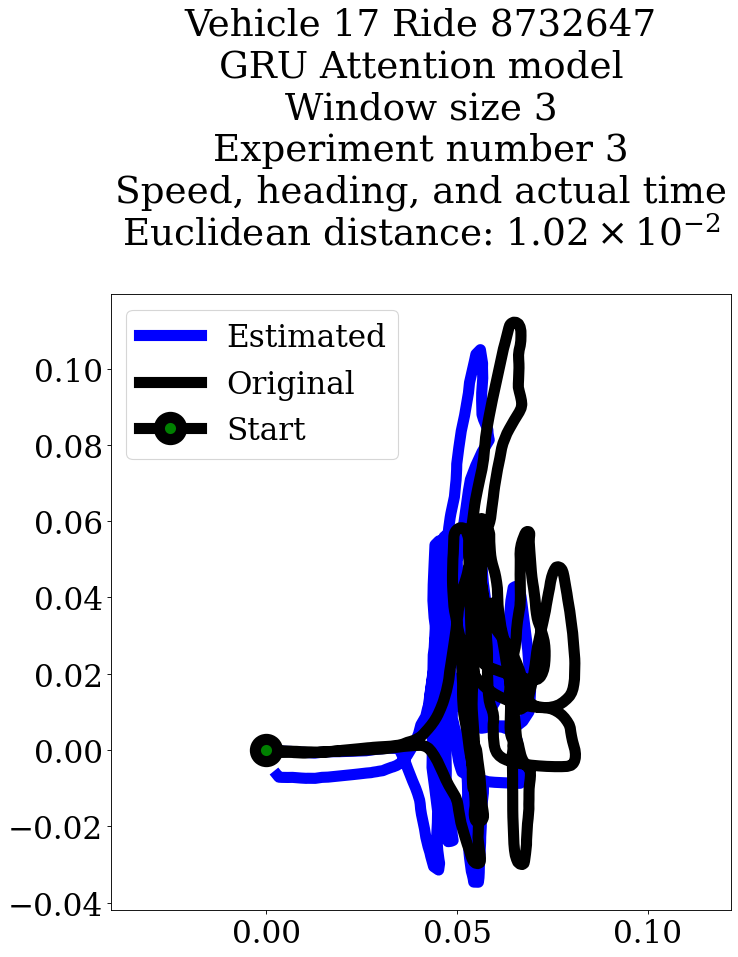 Vehicle 17 Ride 8732647
GRU Attention model
Window size 3
Experiment number 3
Speed, heading, and actual time
Euclidean distance: 1.02 × 10⁻²
Estimated
Original
Start
0.10
0.08
0.06
0.04
0.02
0.00
−0.02
−0.04
0.00 0.05 0.10